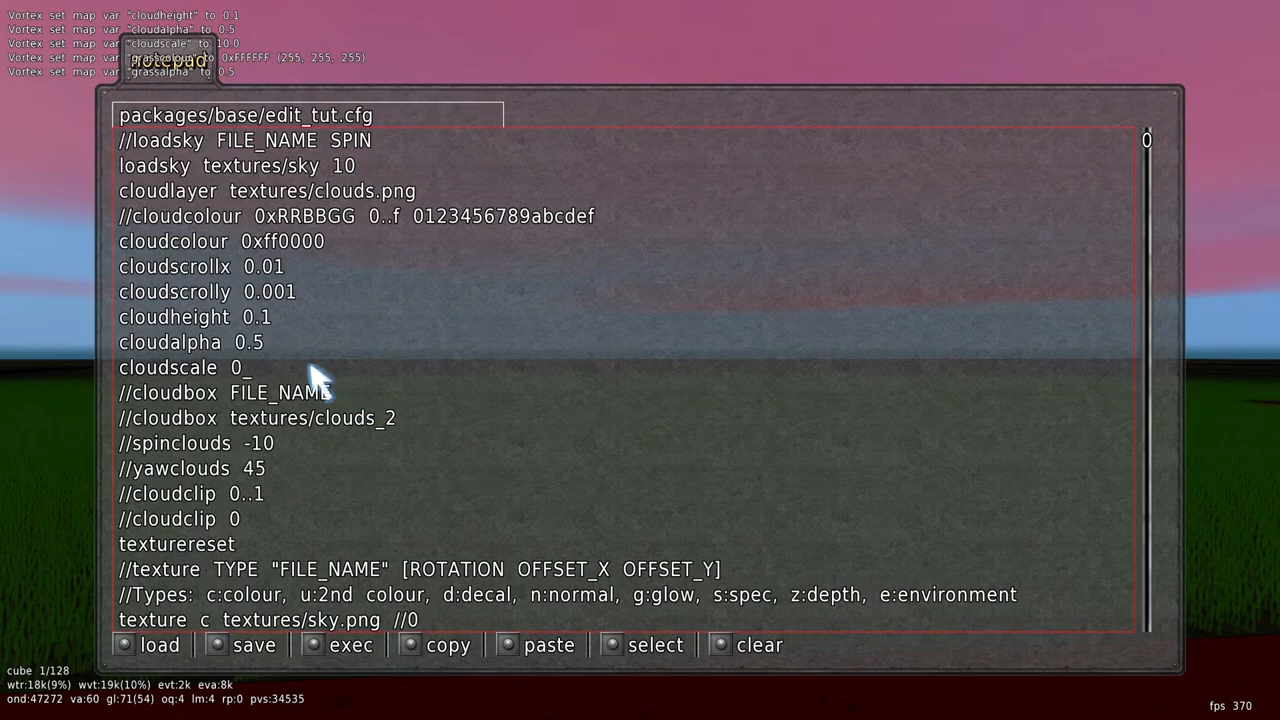 Vortex set map var "cloudheight" to 0.1
Vortex set map var "cloudalpha" to 0.5
Vortex set map var "cloudscale" to 10.0
Vortex set map var "grasscolour" to 0xFFFFFF (255, 255, 255)
Vortex set map var "grassalpha" to 0.5
notepad
packages/base/edit_tut.cfg
//loadsky FILE_NAME SPIN
loadsky textures/sky 10
cloudlayer textures/clouds.png
//cloudcolour 0xRRBBGG 0..f 0123456789abcdef
cloudcolour 0xff0000
cloudscrollx 0.01
cloudscrolly 0.001
cloudheight 0.1
cloudalpha 0.5
cloudscale 0_
//cloudbox FILE_NAME
//cloudbox textures/clouds_2
//spinclouds -10
//yawclouds 45
//cloudclip 0..1
//cloudclip 0
texturereset
//texture TYPE "FILE_NAME" [ROTATION OFFSET_X OFFSET_Y]
//Types: c:colour, u:2nd colour, d:decal, n:normal, g:glow, s:spec, z:depth, e:environment
texture c textures/sky.png //0
0
load save exec copy paste select clear
cube 1/128
wtr:18k(9%) wvt:19k(10%) evt:2k eva:8k
ond:47272 va:60 gl:71(54) oq:4 lm:4 rp:0 pvs:34535
fps 370